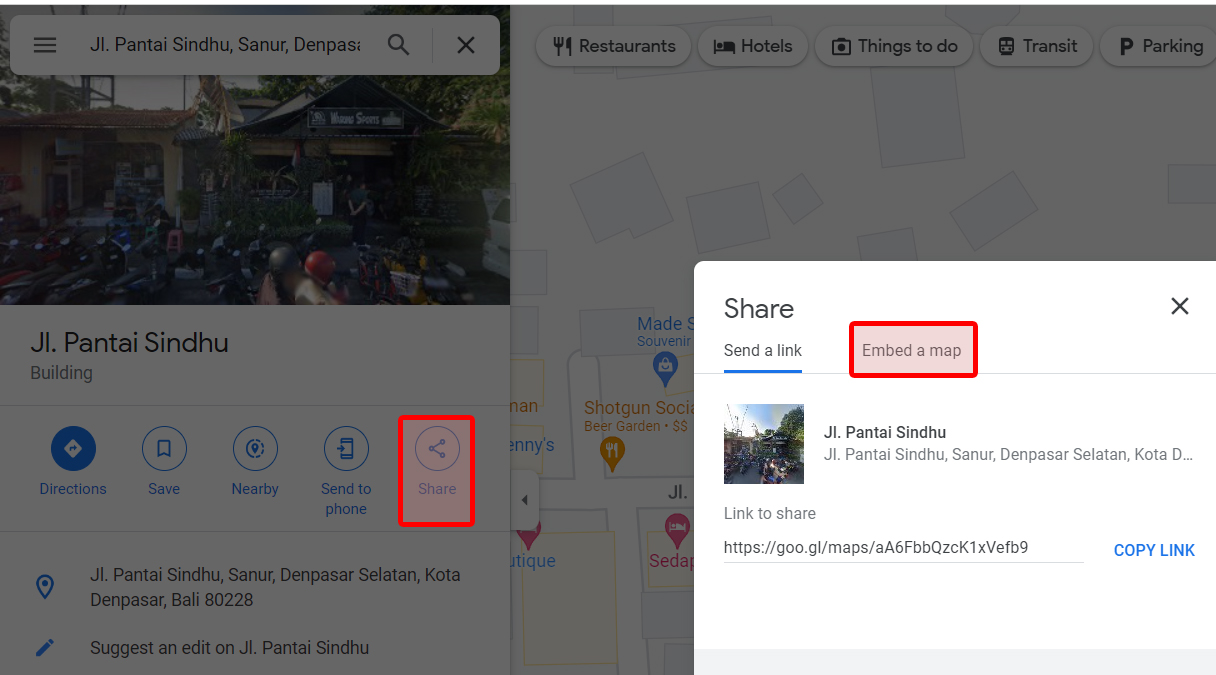 Jl. Pantai Sindhu, Sanur, Denpasa
Restaurants
Hotels
Things to do
Transit
Parking
WARUNG SPORTS
Jl. Pantai Sindhu
Building
Directions
Save
Nearby
Send to
phone
Share
Jl. Pantai Sindhu, Sanur, Denpasar Selatan, Kota
Denpasar, Bali 80228
Suggest an edit on Jl. Pantai Sindhu
Made S
Souvenir
Shotgun Socia
Beer Garden • $$
man
enny's
Jl.
utique
Sedap
Share
Send a link
Embed a map
Jl. Pantai Sindhu
Jl. Pantai Sindhu, Sanur, Denpasar Selatan, Kota D...
Link to share
https://goo.gl/maps/aA6FbbQzcK1xVefb9
COPY LINK